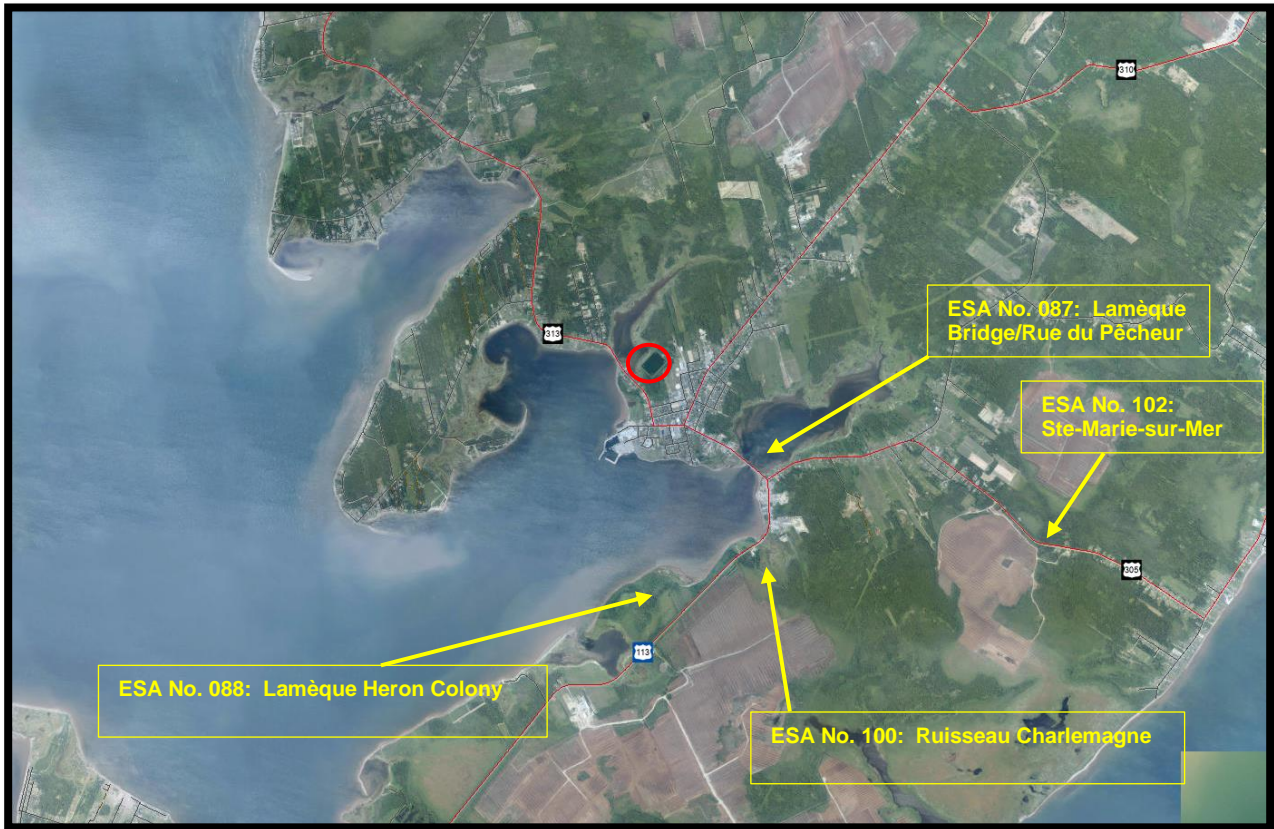 310
313
ESA No. 087: Lamèque
Bridge/Rue du Pêcheur
ESA No. 102:
Ste-Marie-sur-Mer
305
113
ESA No. 088: Lamèque Heron Colony
ESA No. 100: Ruisseau Charlemagne